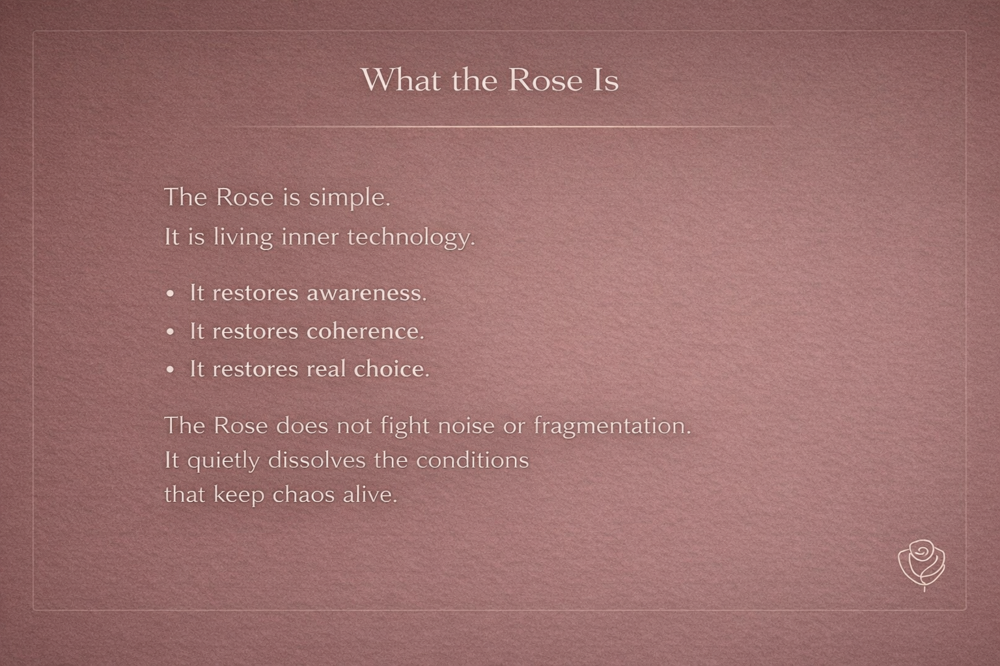 What the Rose Is
The Rose is simple.
It is living inner technology.
• It restores awareness.
• It restores coherence.
• It restores real choice.
The Rose does not fight noise or fragmentation.
It quietly dissolves the conditions
that keep chaos alive.